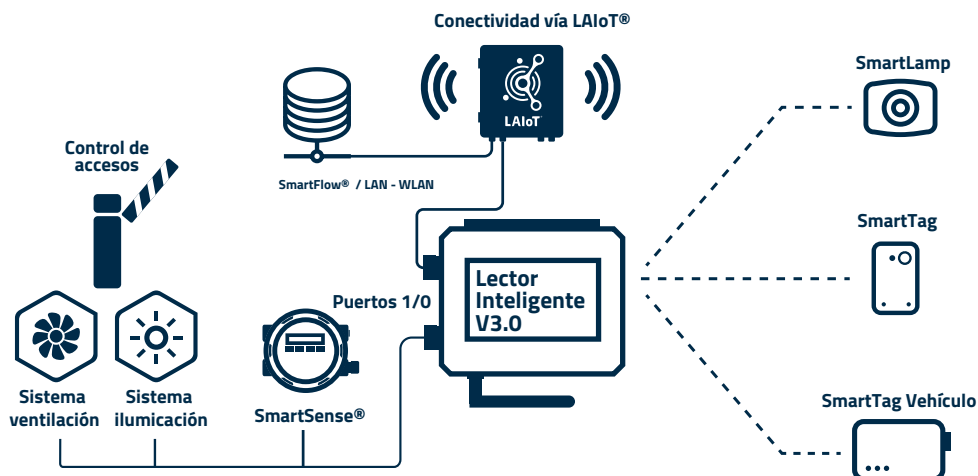 Conectividad vía LAIoT®
LAIoT
SmartFlow® / LAN - WLAN
SmartLamp
Control de
accesos
SmartTag
Puertos 1/0
Lector
Inteligente
V3.0
Sistema
ventilación
Sistema
ilumicación
SmartSense®
SmartTag Vehículo